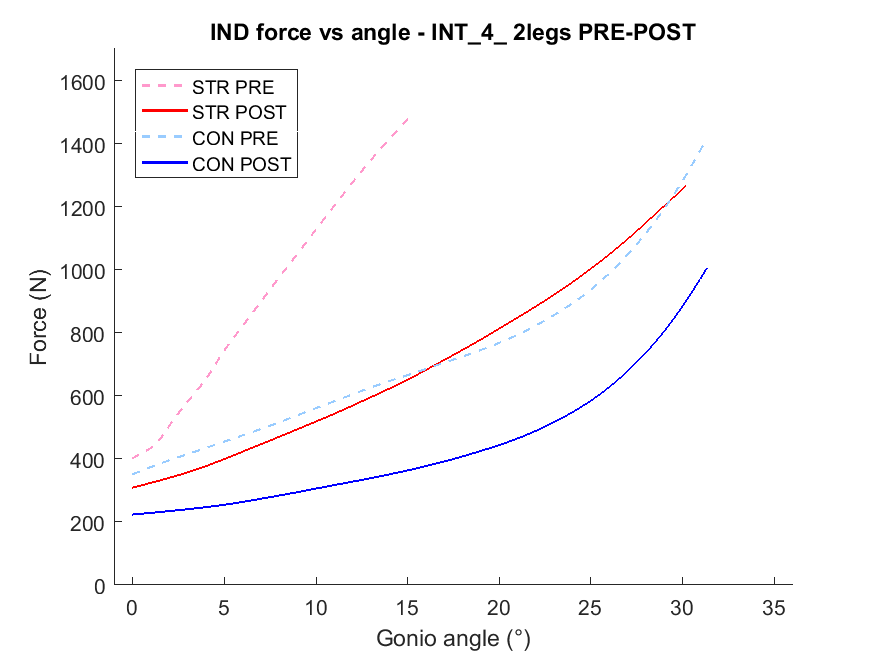 IND force vs angle - INT_4_ 2legs PRE-POST
STR PRE
STR POST
CON PRE
CON POST
1600
1400
1200
1000
800
600
400
200
0
Force (N)
0 5 10 15 20 25 30 35
Gonio angle (°)